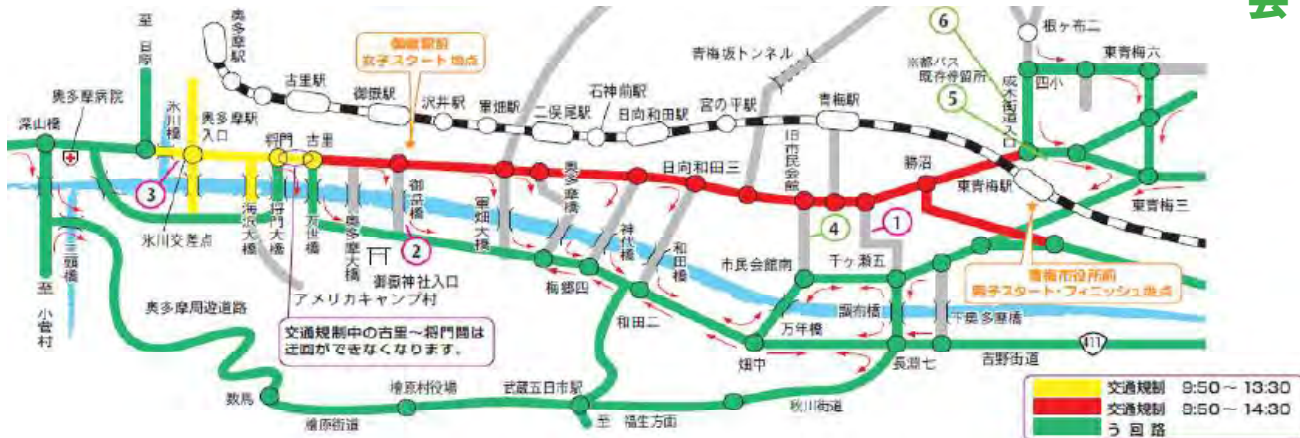 会
至
日原
奥多摩駅
御嶽駅前
女子スタート地点
古里駅
御嶽駅
沢井駅
軍畑駅
二俣尾駅
石神前駅
日向和田駅
宮の平駅
青梅坂トンネル
青梅駅
⑥
根ヶ布二
※都バス
既存停留所
⑤
成木街道入口
四小
東青梅六
奥多摩病院
深山橋
氷川橋
奥多摩駅
入口
将門
古里
奥多摩橋
日向和田三
旧市民会館
勝沼
東青梅駅
東青梅三
③
三頭橋
氷川交差点
海沢大橋
将門大橋
万世橋
奥多摩大橋
御岳橋
②
軍畑大橋
神代橋
和田橋
④
①
御嶽神社入口
アメリカキャンプ村
梅郷四
和田二
市民会館南
千ヶ瀬五
青梅市役所前
男子スタート・フィニッシュ地点
万年橋
調布橋
下奥多摩橋
至
小菅村
奥多摩周遊道路
交通規制中の古里～将門間は
迂回ができなくなります。
畑中
長淵七
吉野街道
411
数馬
檜原村役場
武蔵五日市駅
檜原街道
至 福生方面
秋川街道
交通規制 9:50～13:30
交通規制 9:50～14:30
う回路